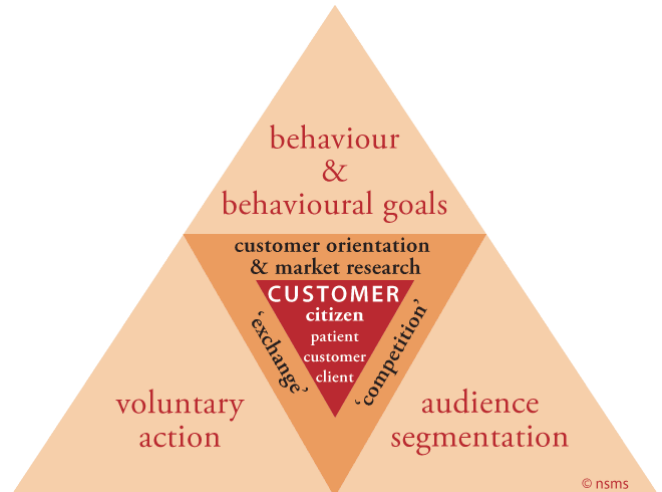 behaviour
&
behavioural goals
customer orientation
& market research
CUSTOMER
citizen
patient
customer
client
‘exchange’
‘competition’
voluntary
action
audience
segmentation
© nsms